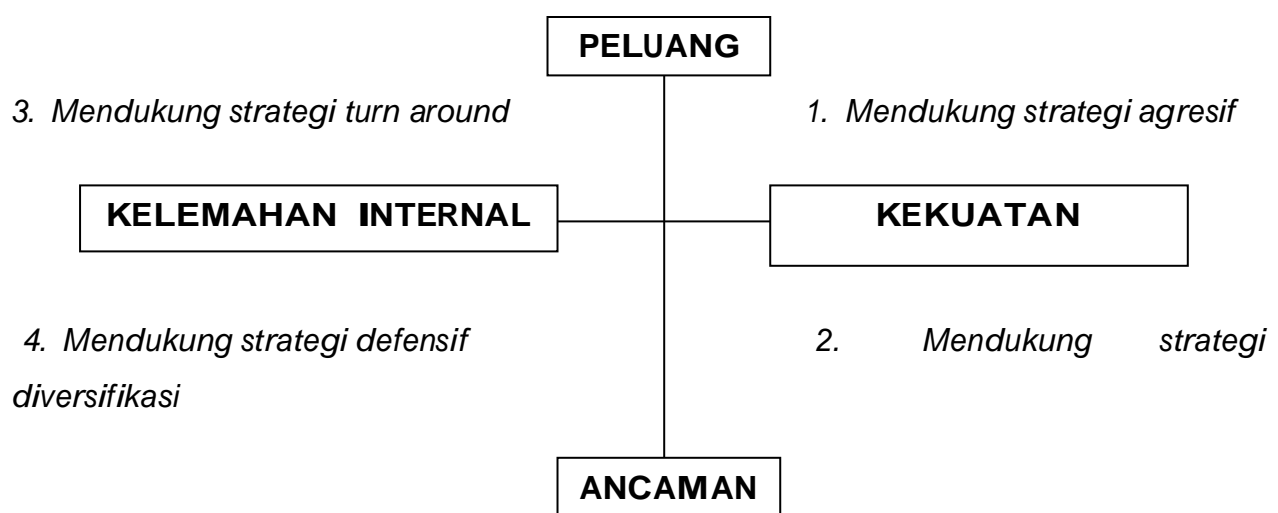 PELUANG
3. Mendukung strategi turn around
1. Mendukung strategi agresif
KELEMAHAN INTERNAL
KEKUATAN
4. Mendukung strategi defensif
2. Mendukung strategi
diversifikasi
ANCAMAN